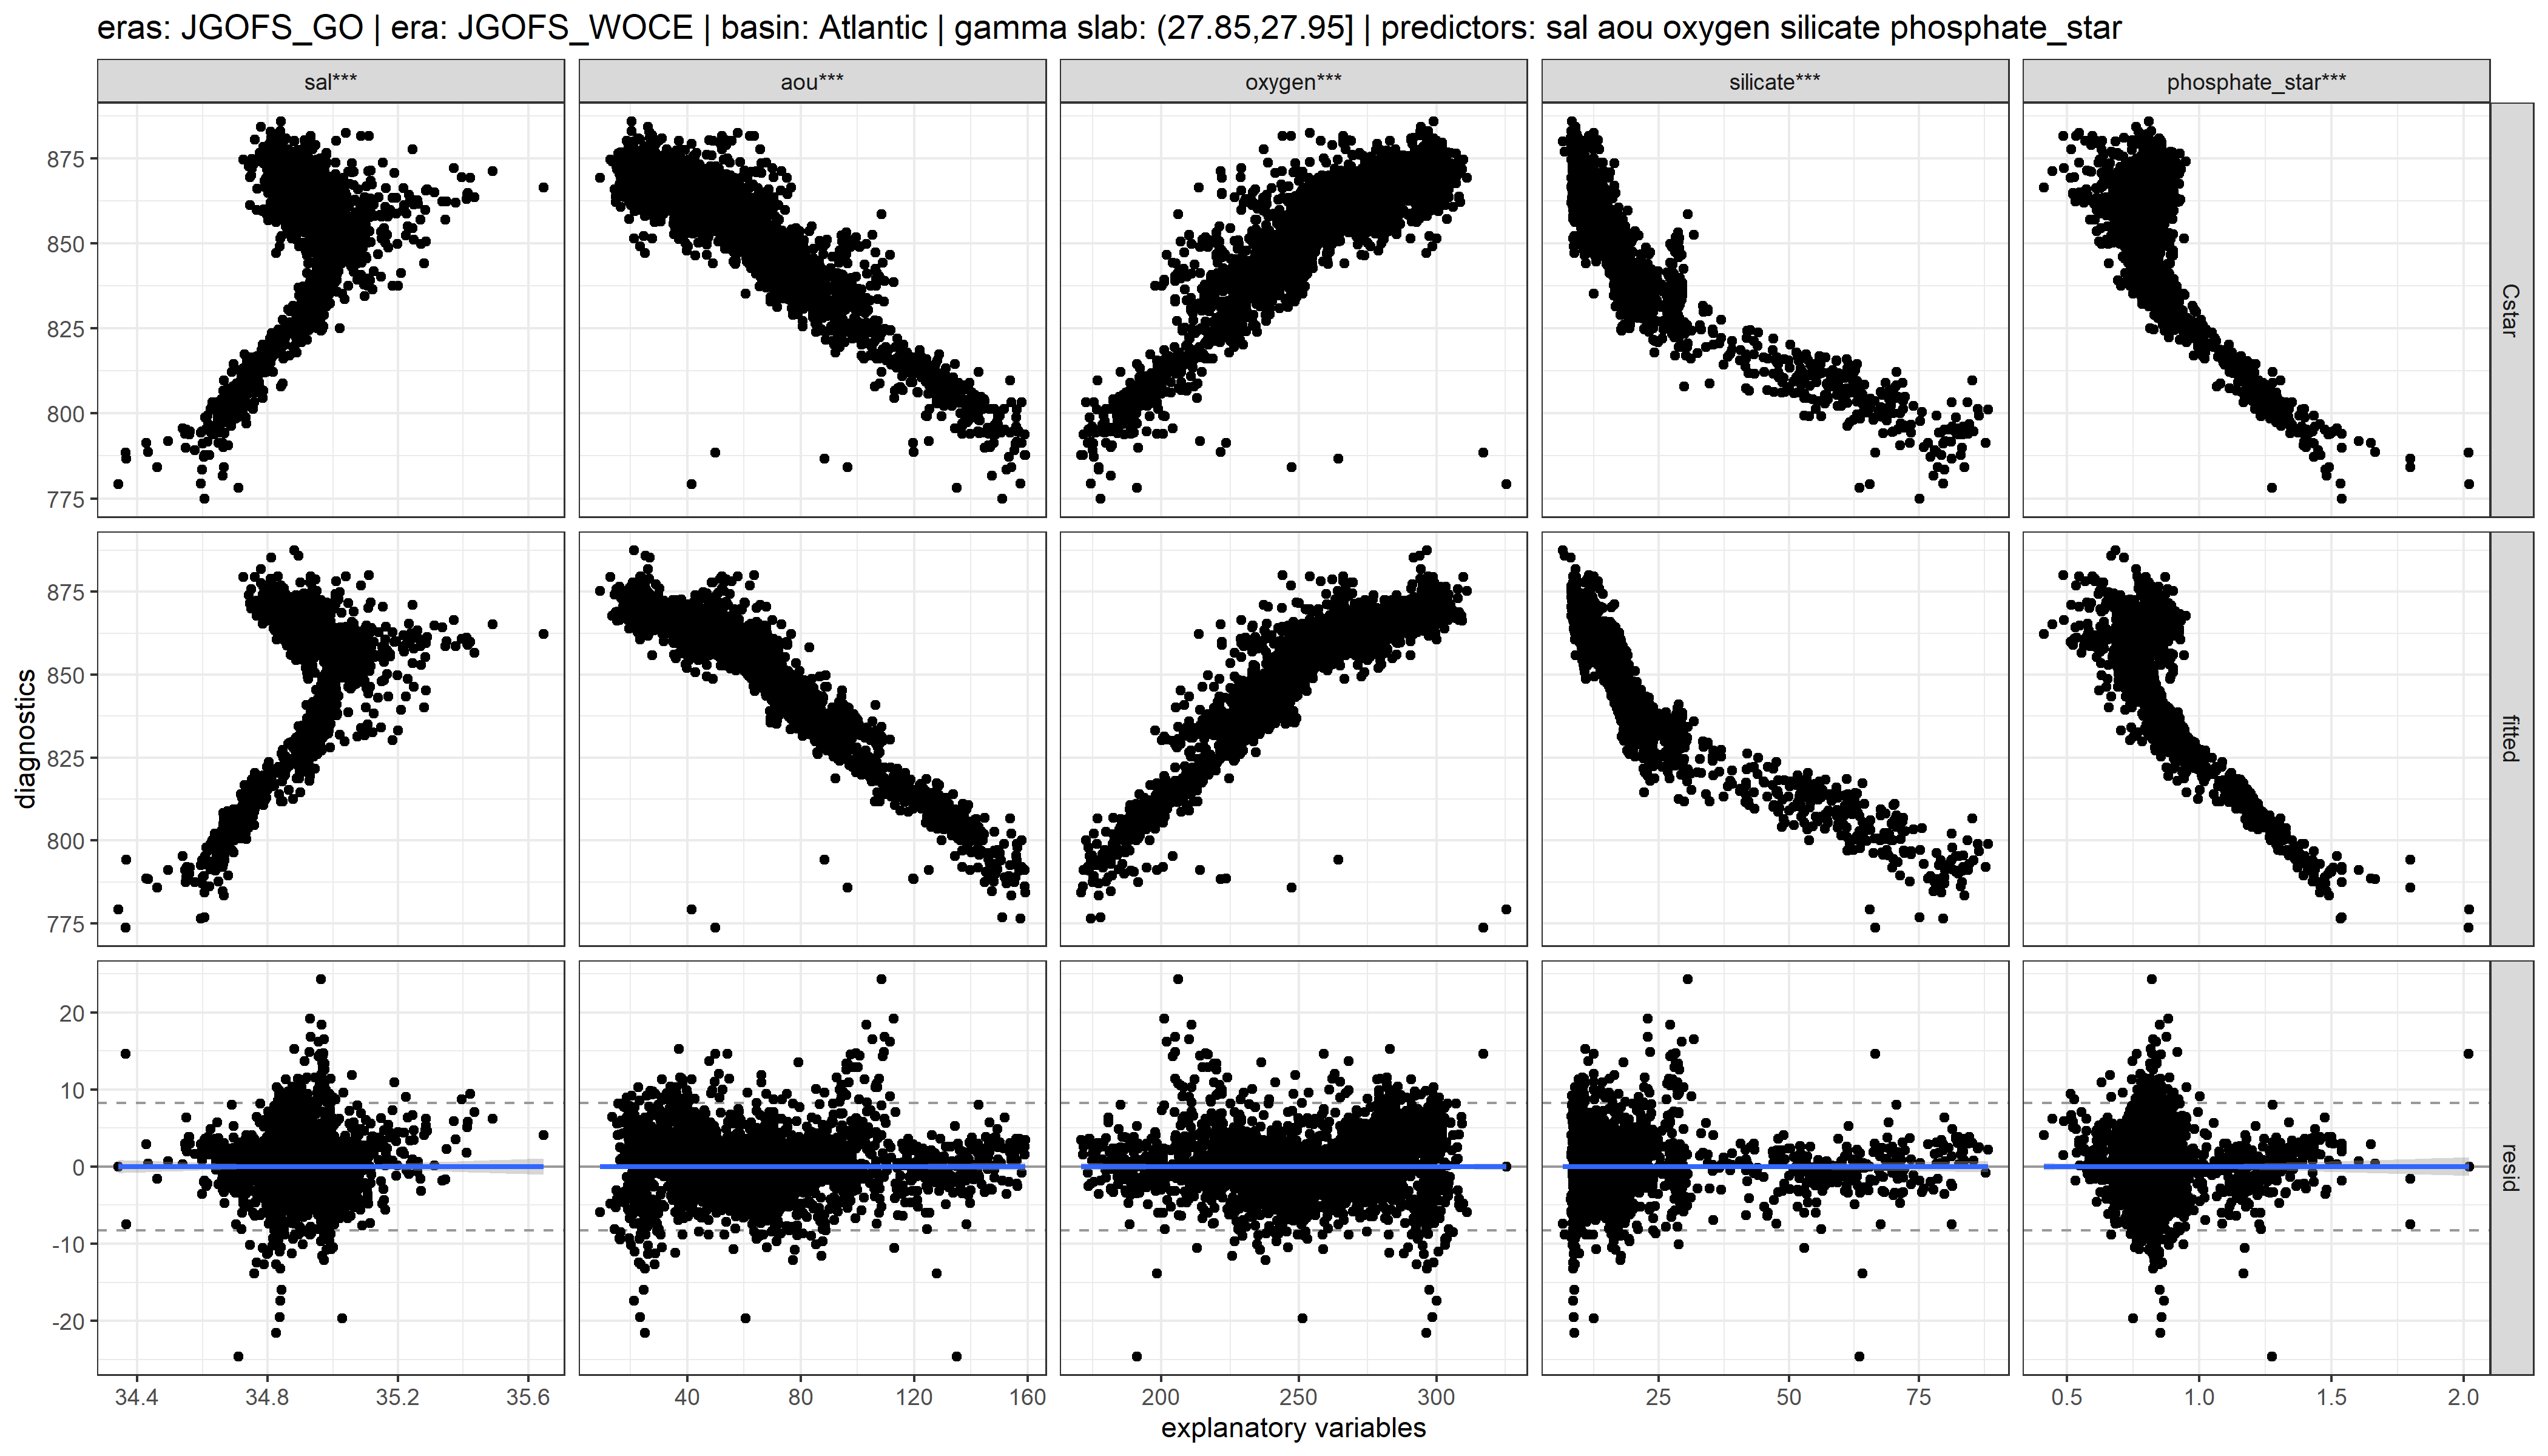 eras: JGOFS_GO | era: JGOFS_WOCE | basin: Atlantic | gamma slab: (27.85,27.95] | predictors: sal aou oxygen silicate phosphate_star
sal*** aou*** oxygen*** silicate*** phosphate_star***
875
850
825
800
775
Cstar
875
850
825
800
775
fitted
diagnostics
20
10
0
-10
-20
resid
34.4 34.8 35.2 35.6 40 80 120 160 200 250 300 25 50 75 0.5 1.0 1.5 2.0
explanatory variables